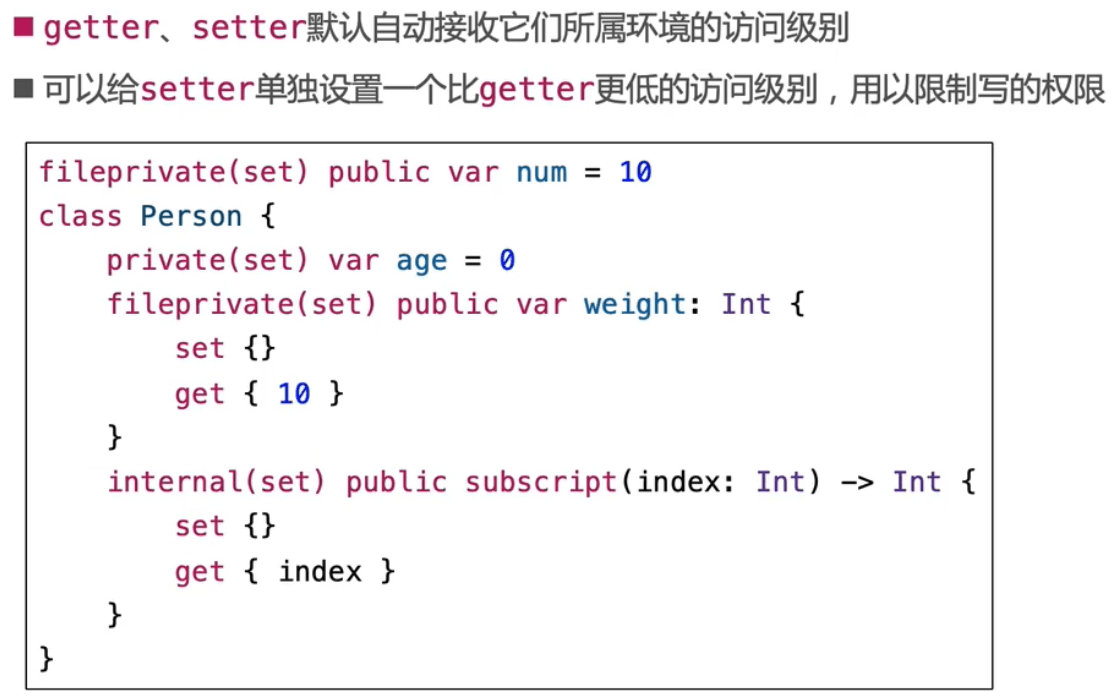 getter、setter默认自动接收它们所属环境的访问级别
可以给setter单独设置一个比getter更低的访问级别，用以限制写的权限
fileprivate(set) public var num = 10
class Person {
    private(set) var age = 0
    fileprivate(set) public var weight: Int {
        set {}
        get { 10 }
    }
    internal(set) public subscript(index: Int) -> Int {
        set {}
        get { index }
    }
}